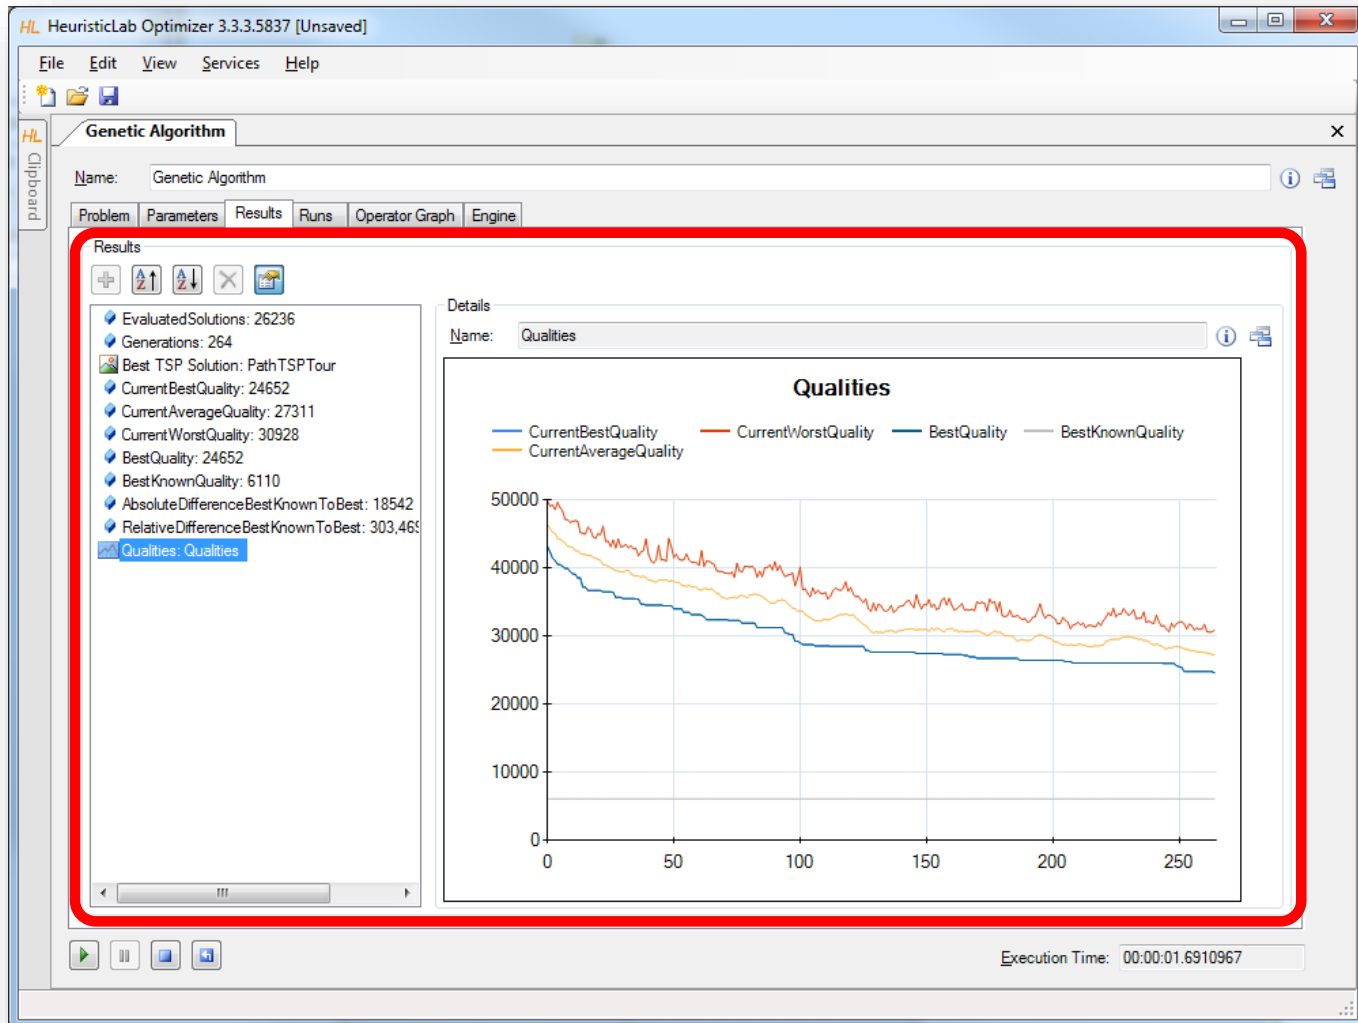 HL HeuristicLab Optimizer 3.3.3.5837 [Unsaved]
File Edit View Services Help
HL Clipboard
Genetic Algorithm
Name: Genetic Algorithm
Problem Parameters Results Runs Operator Graph Engine
Results
EvaluatedSolutions: 26236
Generations: 264
Best TSP Solution: PathTSPTour
CurrentBestQuality: 24652
CurrentAverageQuality: 27311
CurrentWorstQuality: 30928
BestQuality: 24652
BestKnownQuality: 6110
AbsoluteDifferenceBestKnownToBest: 18542
RelativeDifferenceBestKnownToBest: 303,469
Qualities: Qualities
Details
Name: Qualities
Qualities
CurrentBestQuality CurrentWorstQuality BestQuality BestKnownQuality
CurrentAverageQuality
50000
40000
30000
20000
10000
0
0 50 100 150 200 250
Execution Time: 00:00:01.6910967